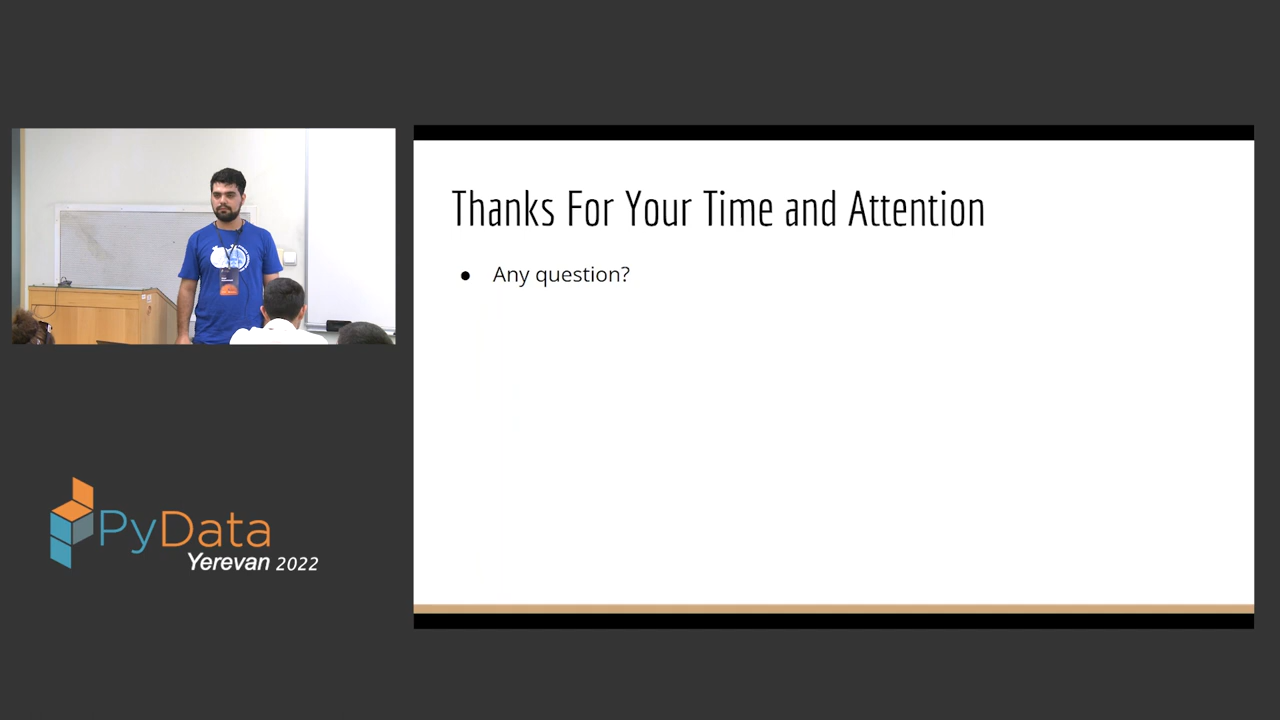 Thanks For Your Time and Attention
● Any question?
PyData
Yerevan 2022